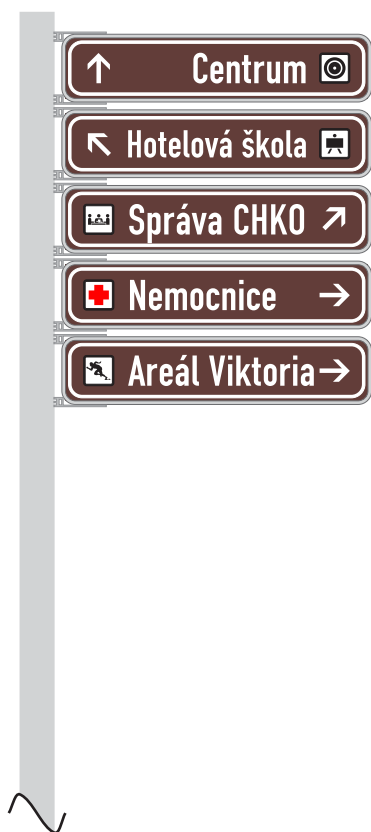 Centrum
Hotelová škola
Správa CHKO
Nemocnice
Areál Viktoria